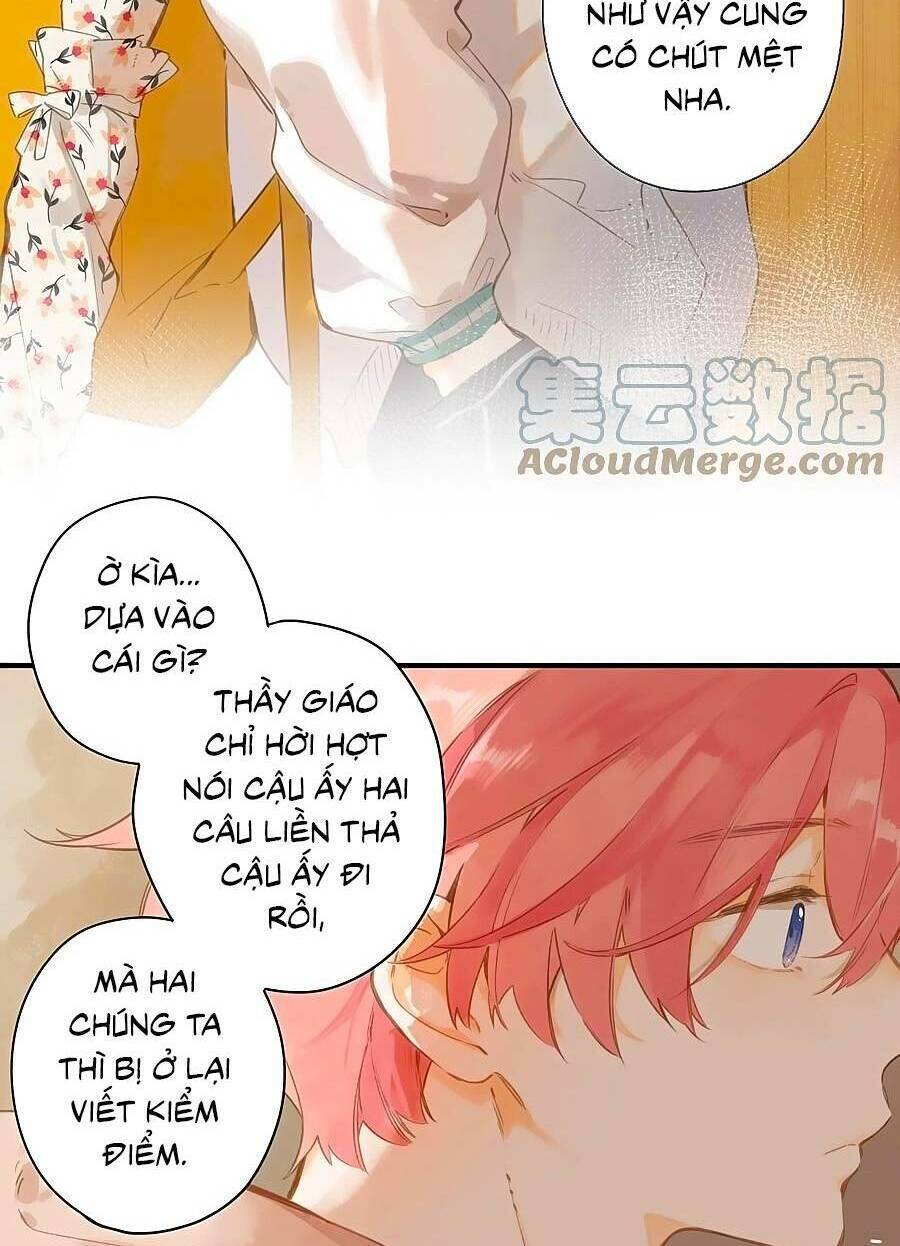 NHƯ VẬY CŨNG
CÓ CHÚT MỆT
NHA.
集云数据
ACloudMerge.com
Ờ KÌA...
DỰA VÀO
CÁI GÌ?
THẦY GIÁO
CHỈ HỜI HỢT
NÓI CẬU ẤY HAI
CÂU LIỀN THẢ
CẬU ẤY ĐI
RỒI,
MÀ HAI
CHÚNG TA
THÌ BỊ Ở LẠI
VIẾT KIỂM
ĐIỂM.